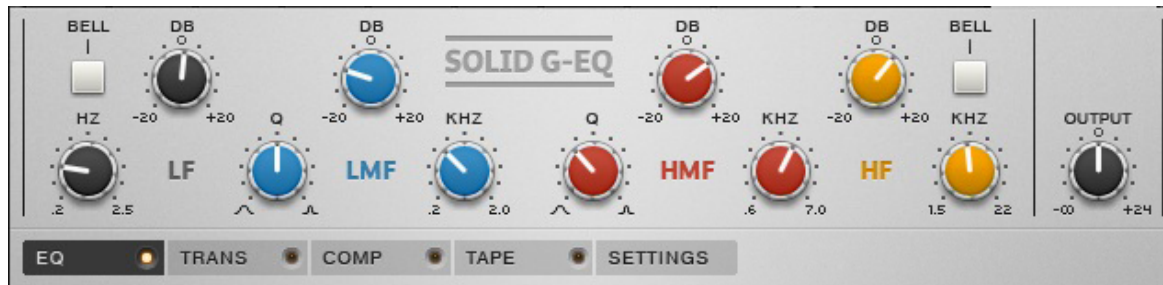 BELL DB DB SOLID G-EQ DB DB BELL
-20 +20 -20 +20 -20 +20 -20 +20
HZ Q KHZ Q KHZ KHZ OUTPUT
LF LMF HMF HF
.2 2.5 .2 2.0 .6 7.0 1.5 22 -00 +24
EQ TRANS COMP TAPE SETTINGS